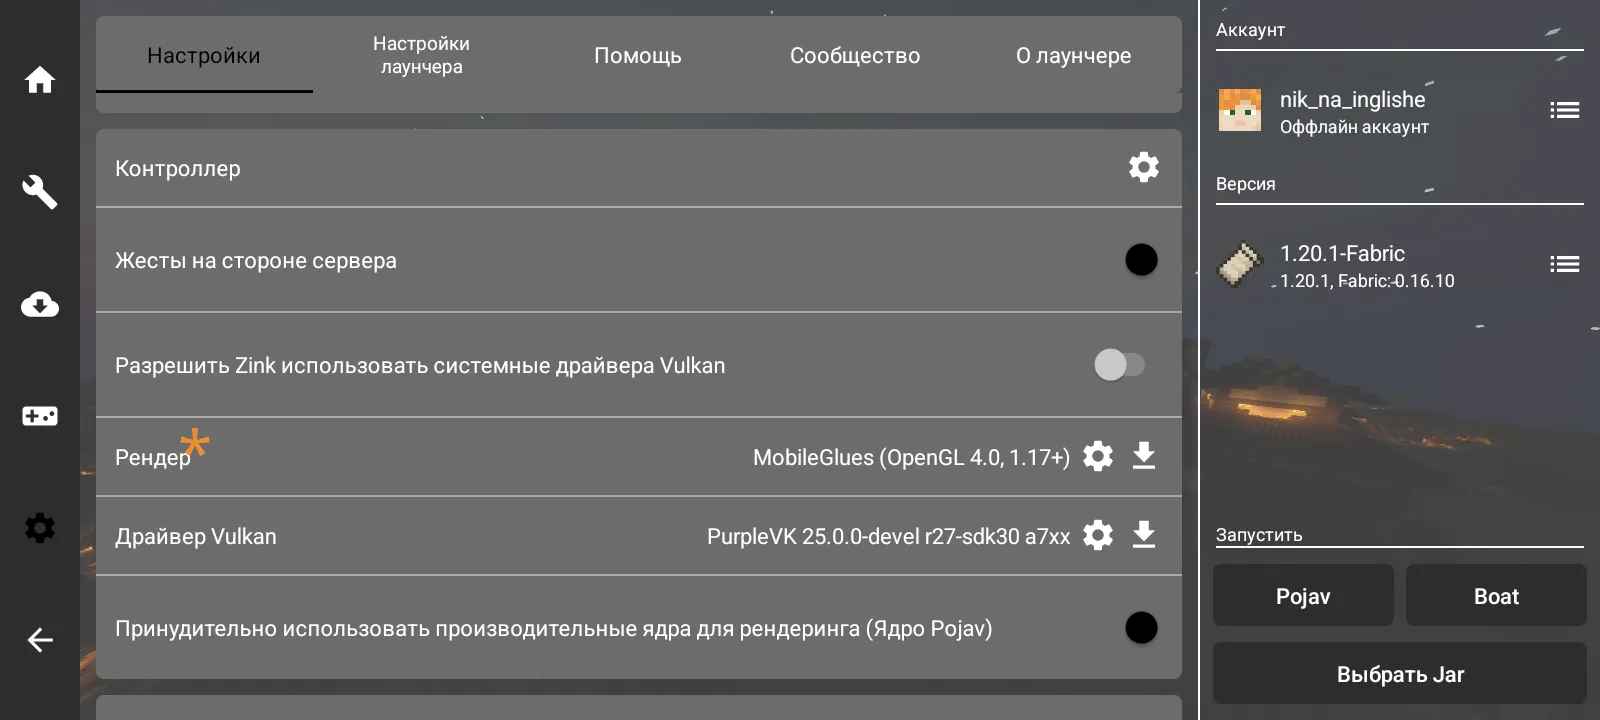 Настройки
Настройки
лаунчера
Помощь
Сообщество
О лаунчере
Контроллер
Жесты на стороне сервера
Разрешить Zink использовать системные драйвера Vulkan
Рендер*
MobileGlues (OpenGL 4.0, 1.17+)
Драйвер Vulkan
PurpleVK 25.0.0-devel r27-sdk30 a7xx
Принудительно использовать производительные ядра для рендеринга (Ядро Pojav)
Аккаунт
nik_na_inglishe
Оффлайн аккаунт
Версия
1.20.1-Fabric
1.20.1, Fabric: 0.16.10
Запустить
Pojav
Boat
Выбрать Jar